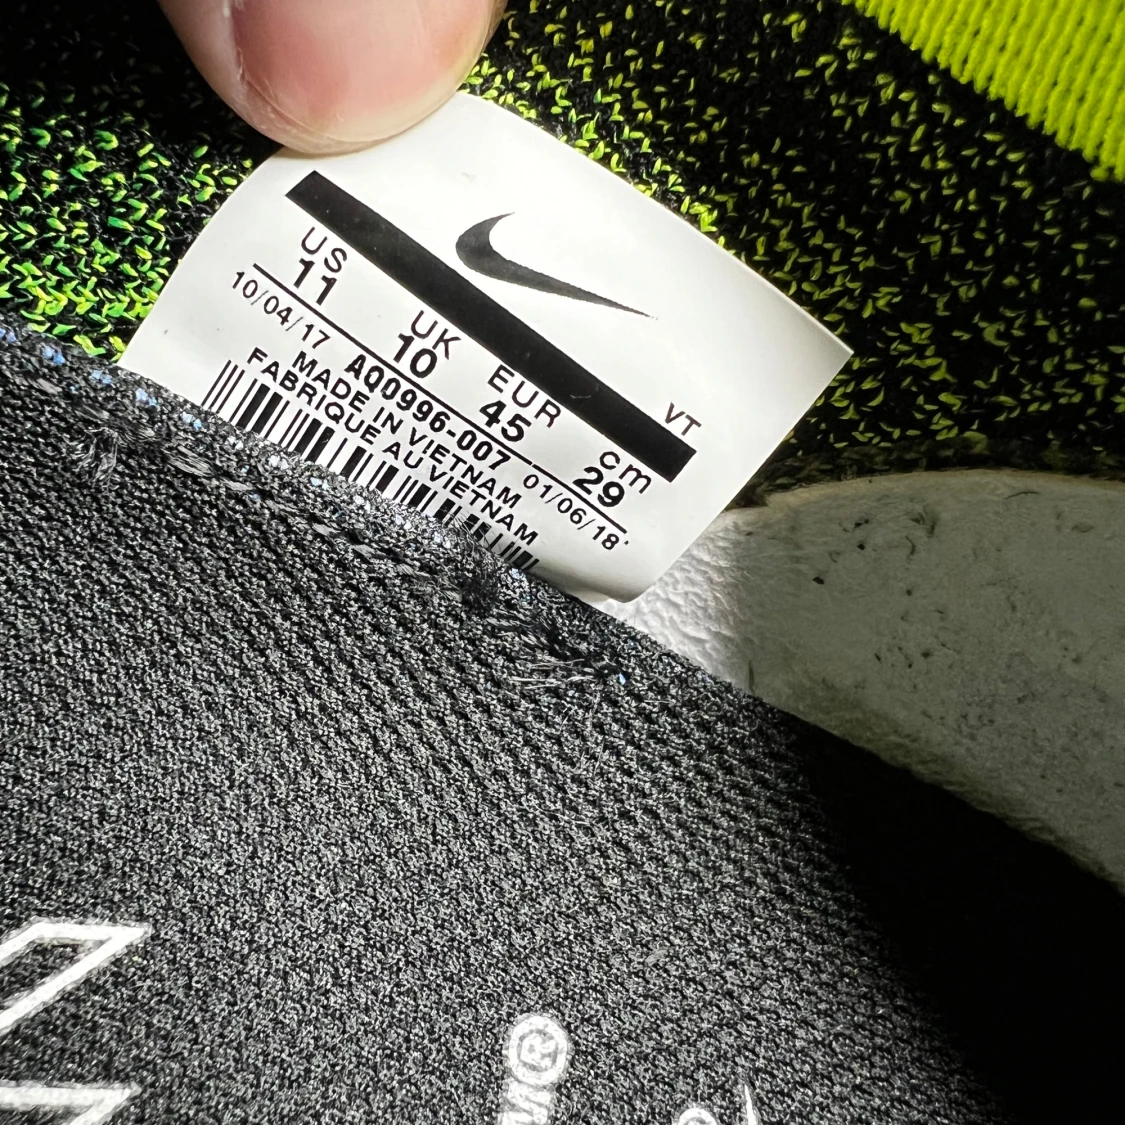 VT
US UK EUR cm
11 10 45 29
10/04/17 AQ0996-007 01/06/18
MADE IN VIETNAM
FABRIQUE AU VIETNAM
®